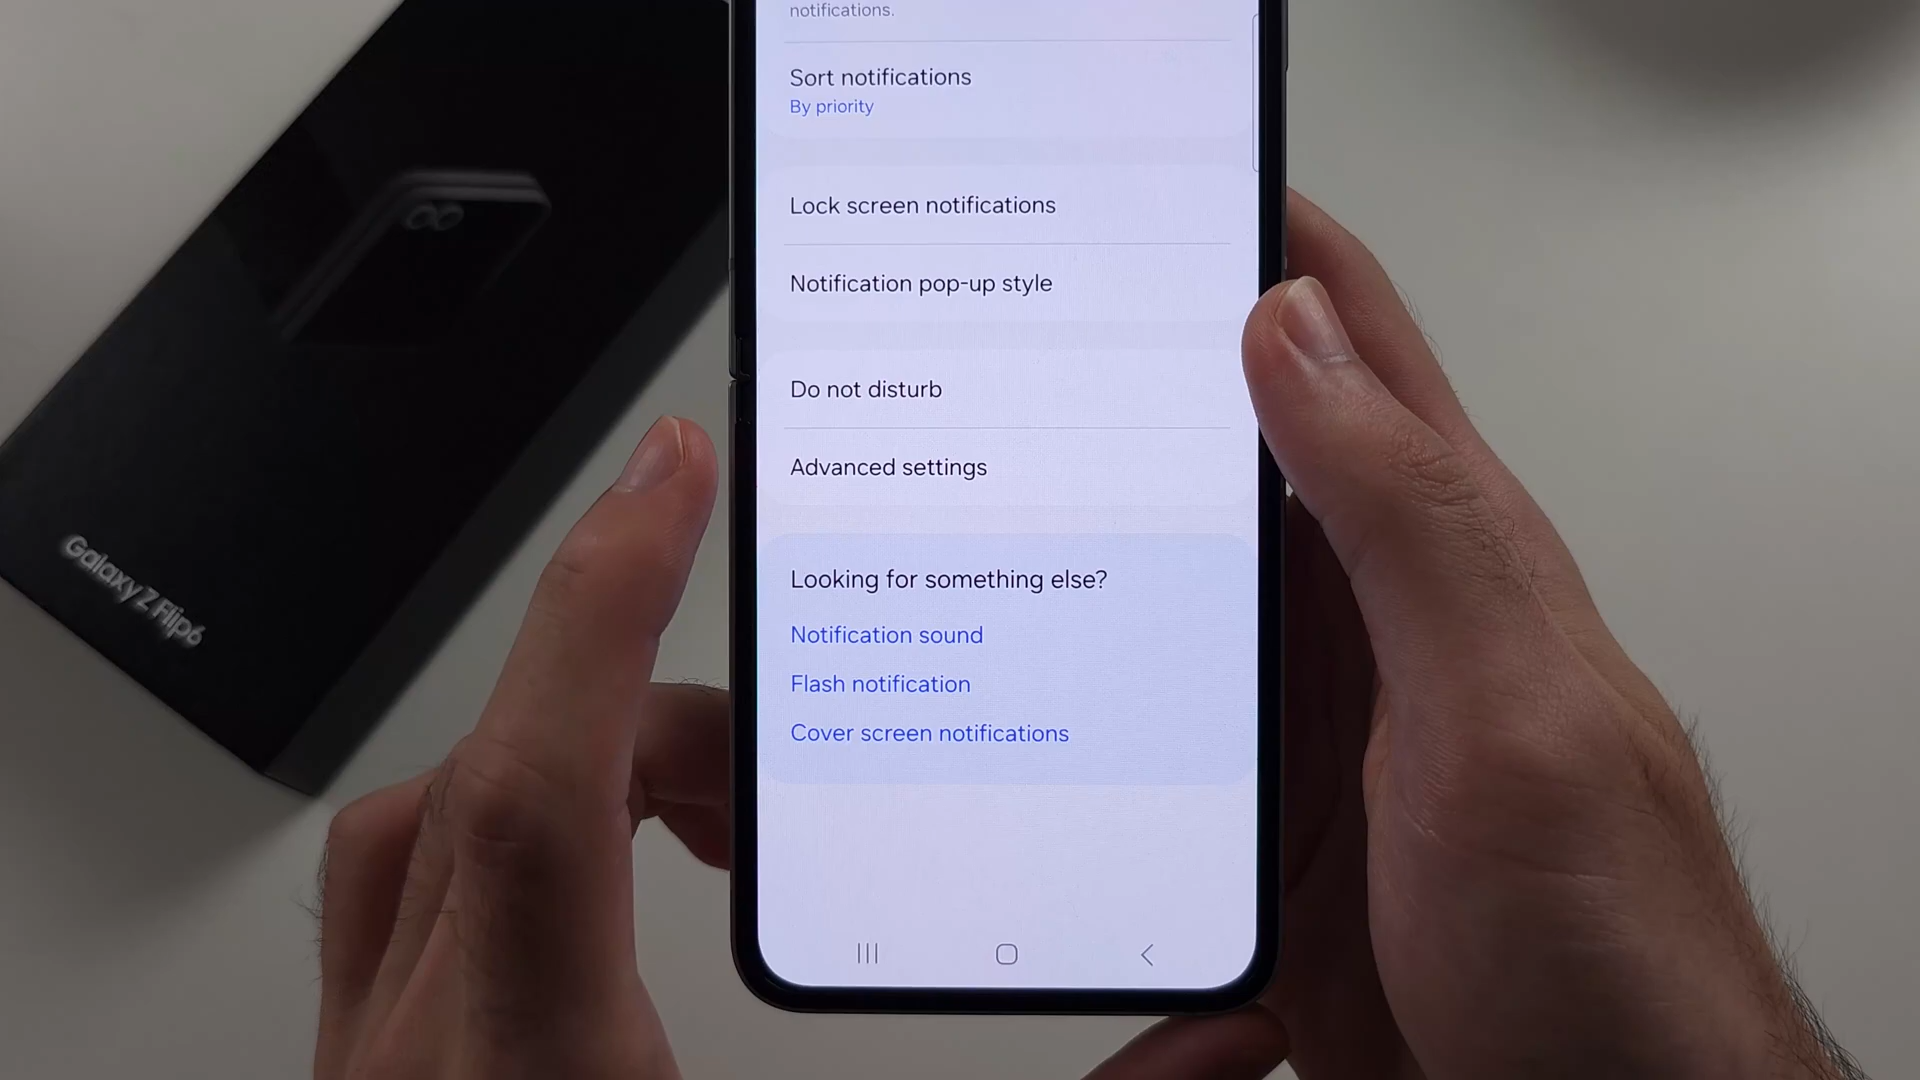 notifications.
Sort notifications
By priority
Lock screen notifications
Notification pop-up style
Do not disturb
Advanced settings
Looking for something else?
Notification sound
Flash notification
Cover screen notifications
Galaxy Z Flip6